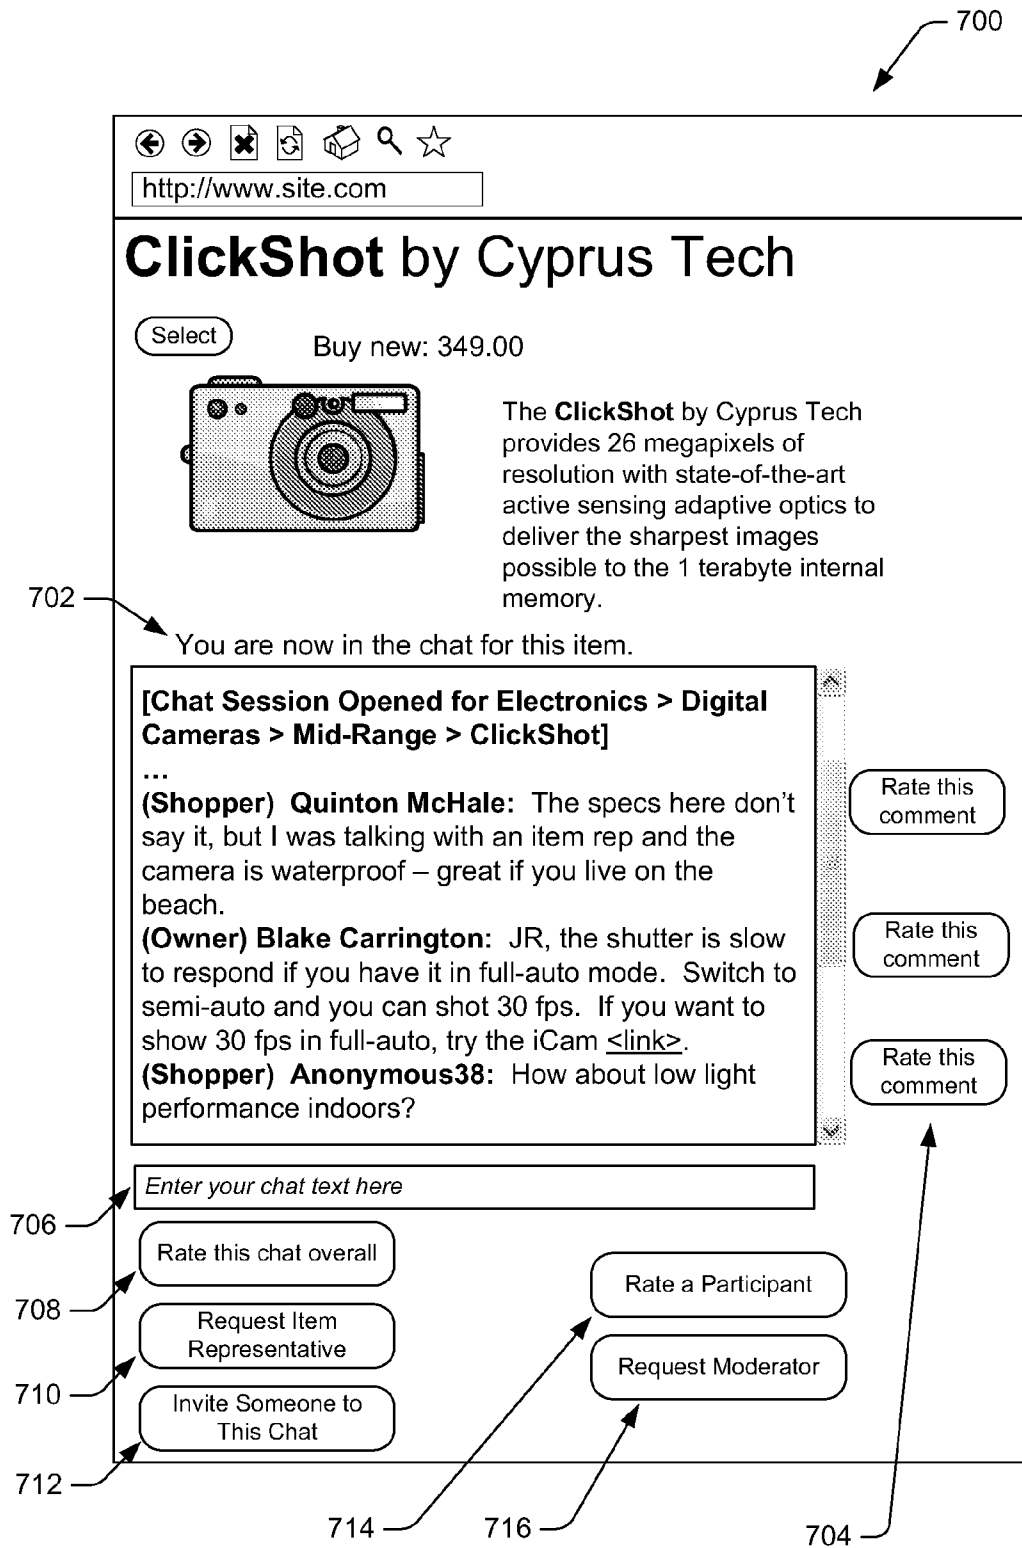 700
http://www.site.com
ClickShot by Cyprus Tech
Select
Buy new: 349.00
The ClickShot by Cyprus Tech
provides 26 megapixels of
resolution with state-of-the-art
active sensing adaptive optics to
deliver the sharpest images
possible to the 1 terabyte internal
memory.
702
You are now in the chat for this item.
[Chat Session Opened for Electronics > Digital
Cameras > Mid-Range > ClickShot]
...
(Shopper) Quinton McHale: The specs here don't
say it, but I was talking with an item rep and the
camera is waterproof – great if you live on the
beach.
(Owner) Blake Carrington: JR, the shutter is slow
to respond if you have it in full-auto mode. Switch to
semi-auto and you can shot 30 fps. If you want to
show 30 fps in full-auto, try the iCam <link>.
(Shopper) Anonymous38: How about low light
performance indoors?
Rate this
comment
Rate this
comment
Rate this
comment
704
Enter your chat text here
706
Rate this chat overall
708
Request Item
Representative
710
Invite Someone to
This Chat
712
Rate a Participant
714
Request Moderator
716